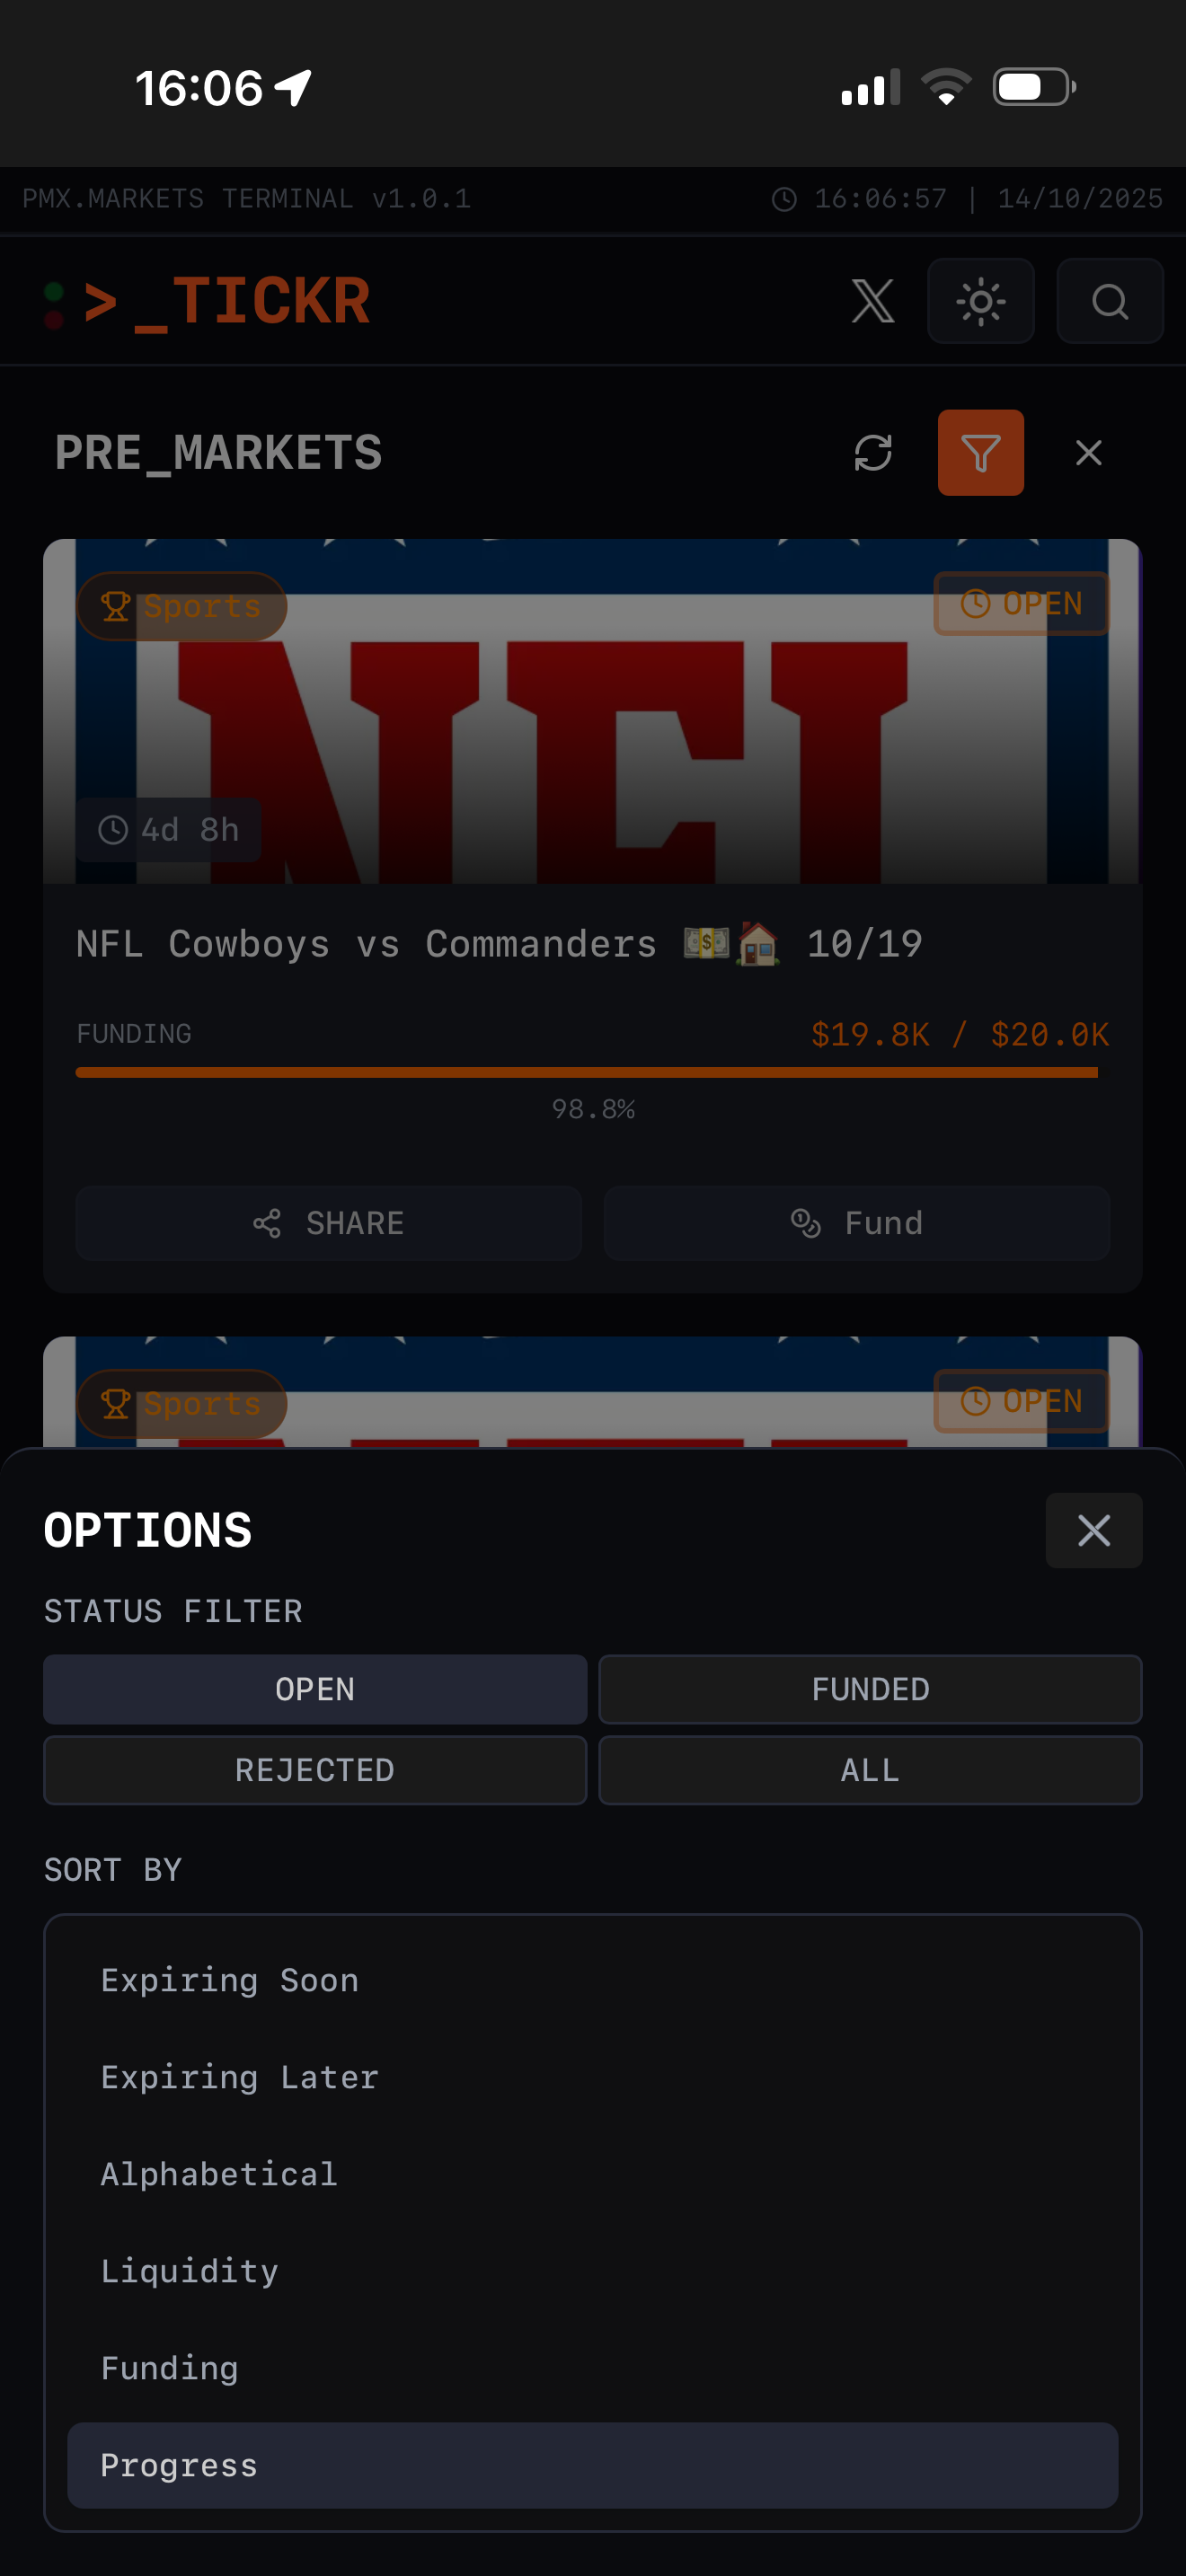 16:06
PMX.MARKETS TERMINAL v1.0.1 16:06:57 | 14/10/2025
>_TICKR
PRE_MARKETS
Sports OPEN
NFL
4d 8h
NFL Cowboys vs Commanders 💵🏠 10/19
FUNDING $19.8K / $20.0K
98.8%
SHARE Fund
Sports OPEN
OPTIONS
STATUS FILTER
OPEN FUNDED
REJECTED ALL
SORT BY
Expiring Soon
Expiring Later
Alphabetical
Liquidity
Funding
Progress